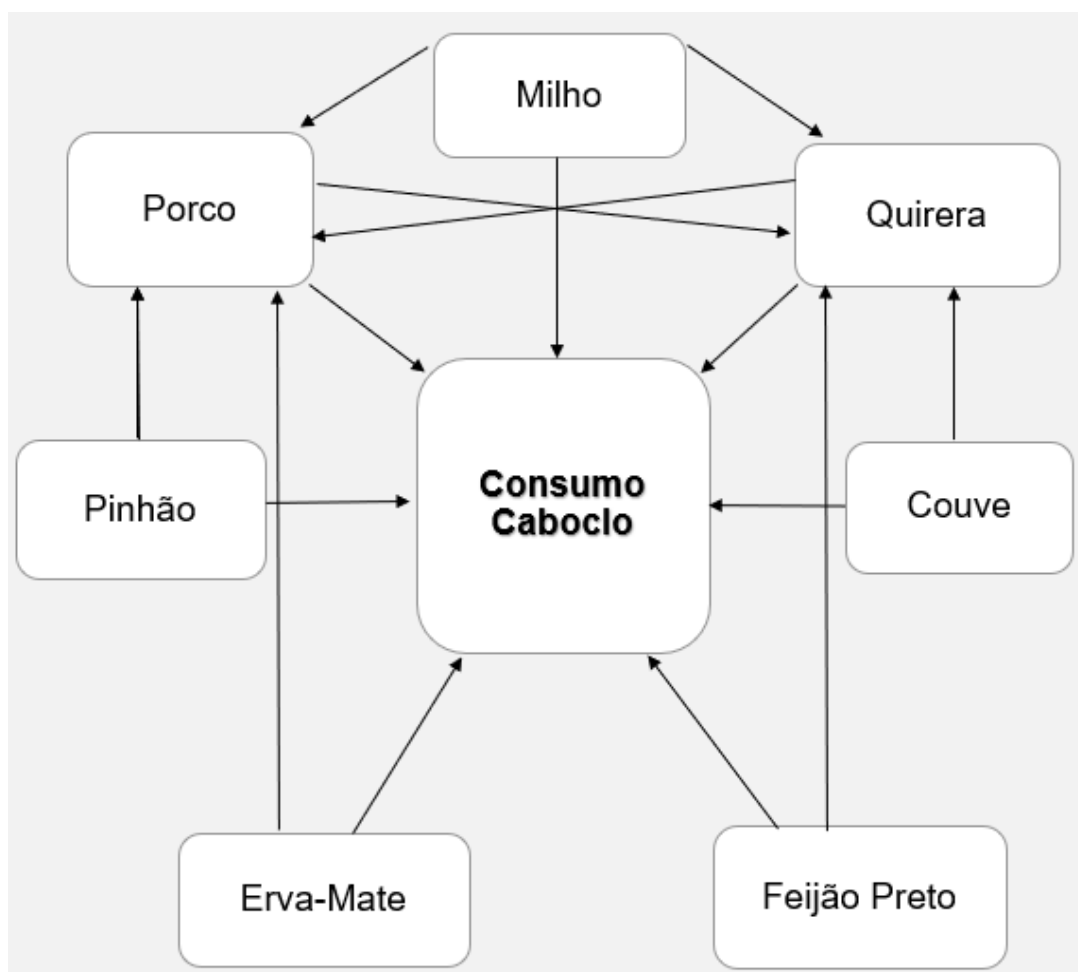 Milho
Porco
Quirera
Consumo
Caboclo
Pinhão
Couve
Erva-Mate
Feijão Preto